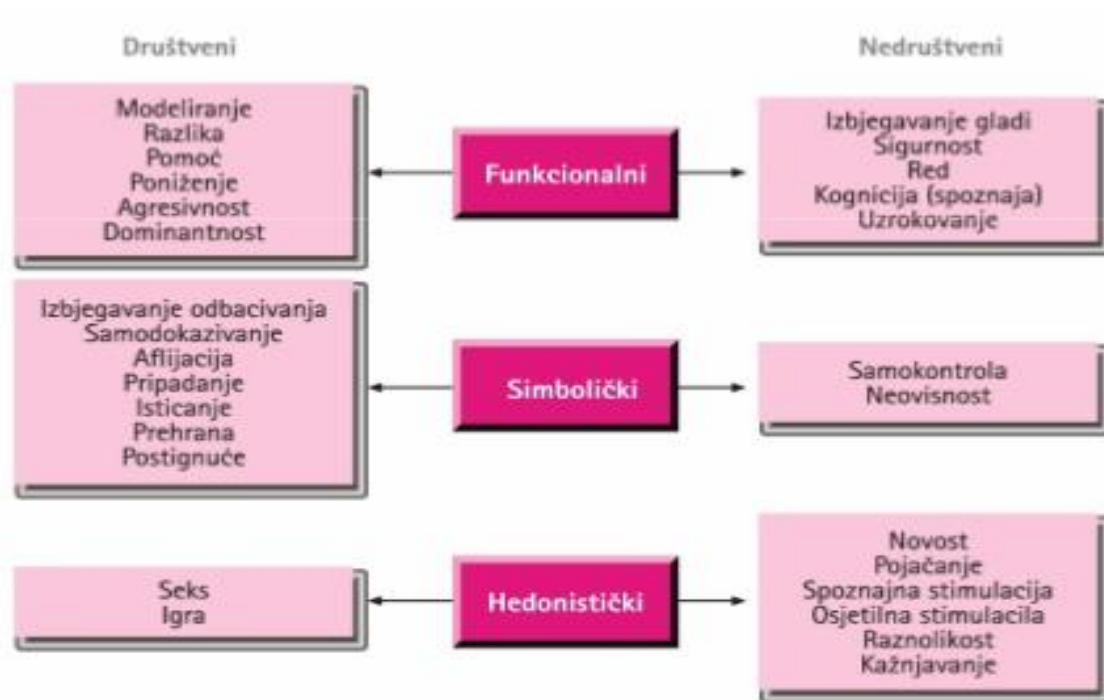 Društveni
Nedruštveni
Modeliranje
Razlika
Pomoć
Poniženje
Agresivnost
Dominantnost
Funkcionalni
Izbjegavanje gladi
Sigurnost
Red
Kognicija (spoznaja)
Uzrokovanje
Izbjegavanje odbacivanja
Samodokazivanje
Aflijacija
Pripadanje
Isticanje
Prehrana
Postignuće
Simbolički
Samokontrola
Neovisnost
Seks
Igra
Hedonistički
Novost
Pojačanje
Spoznajna stimulacija
Osjetilna stimulacila
Raznolikost
Kažnjavanje